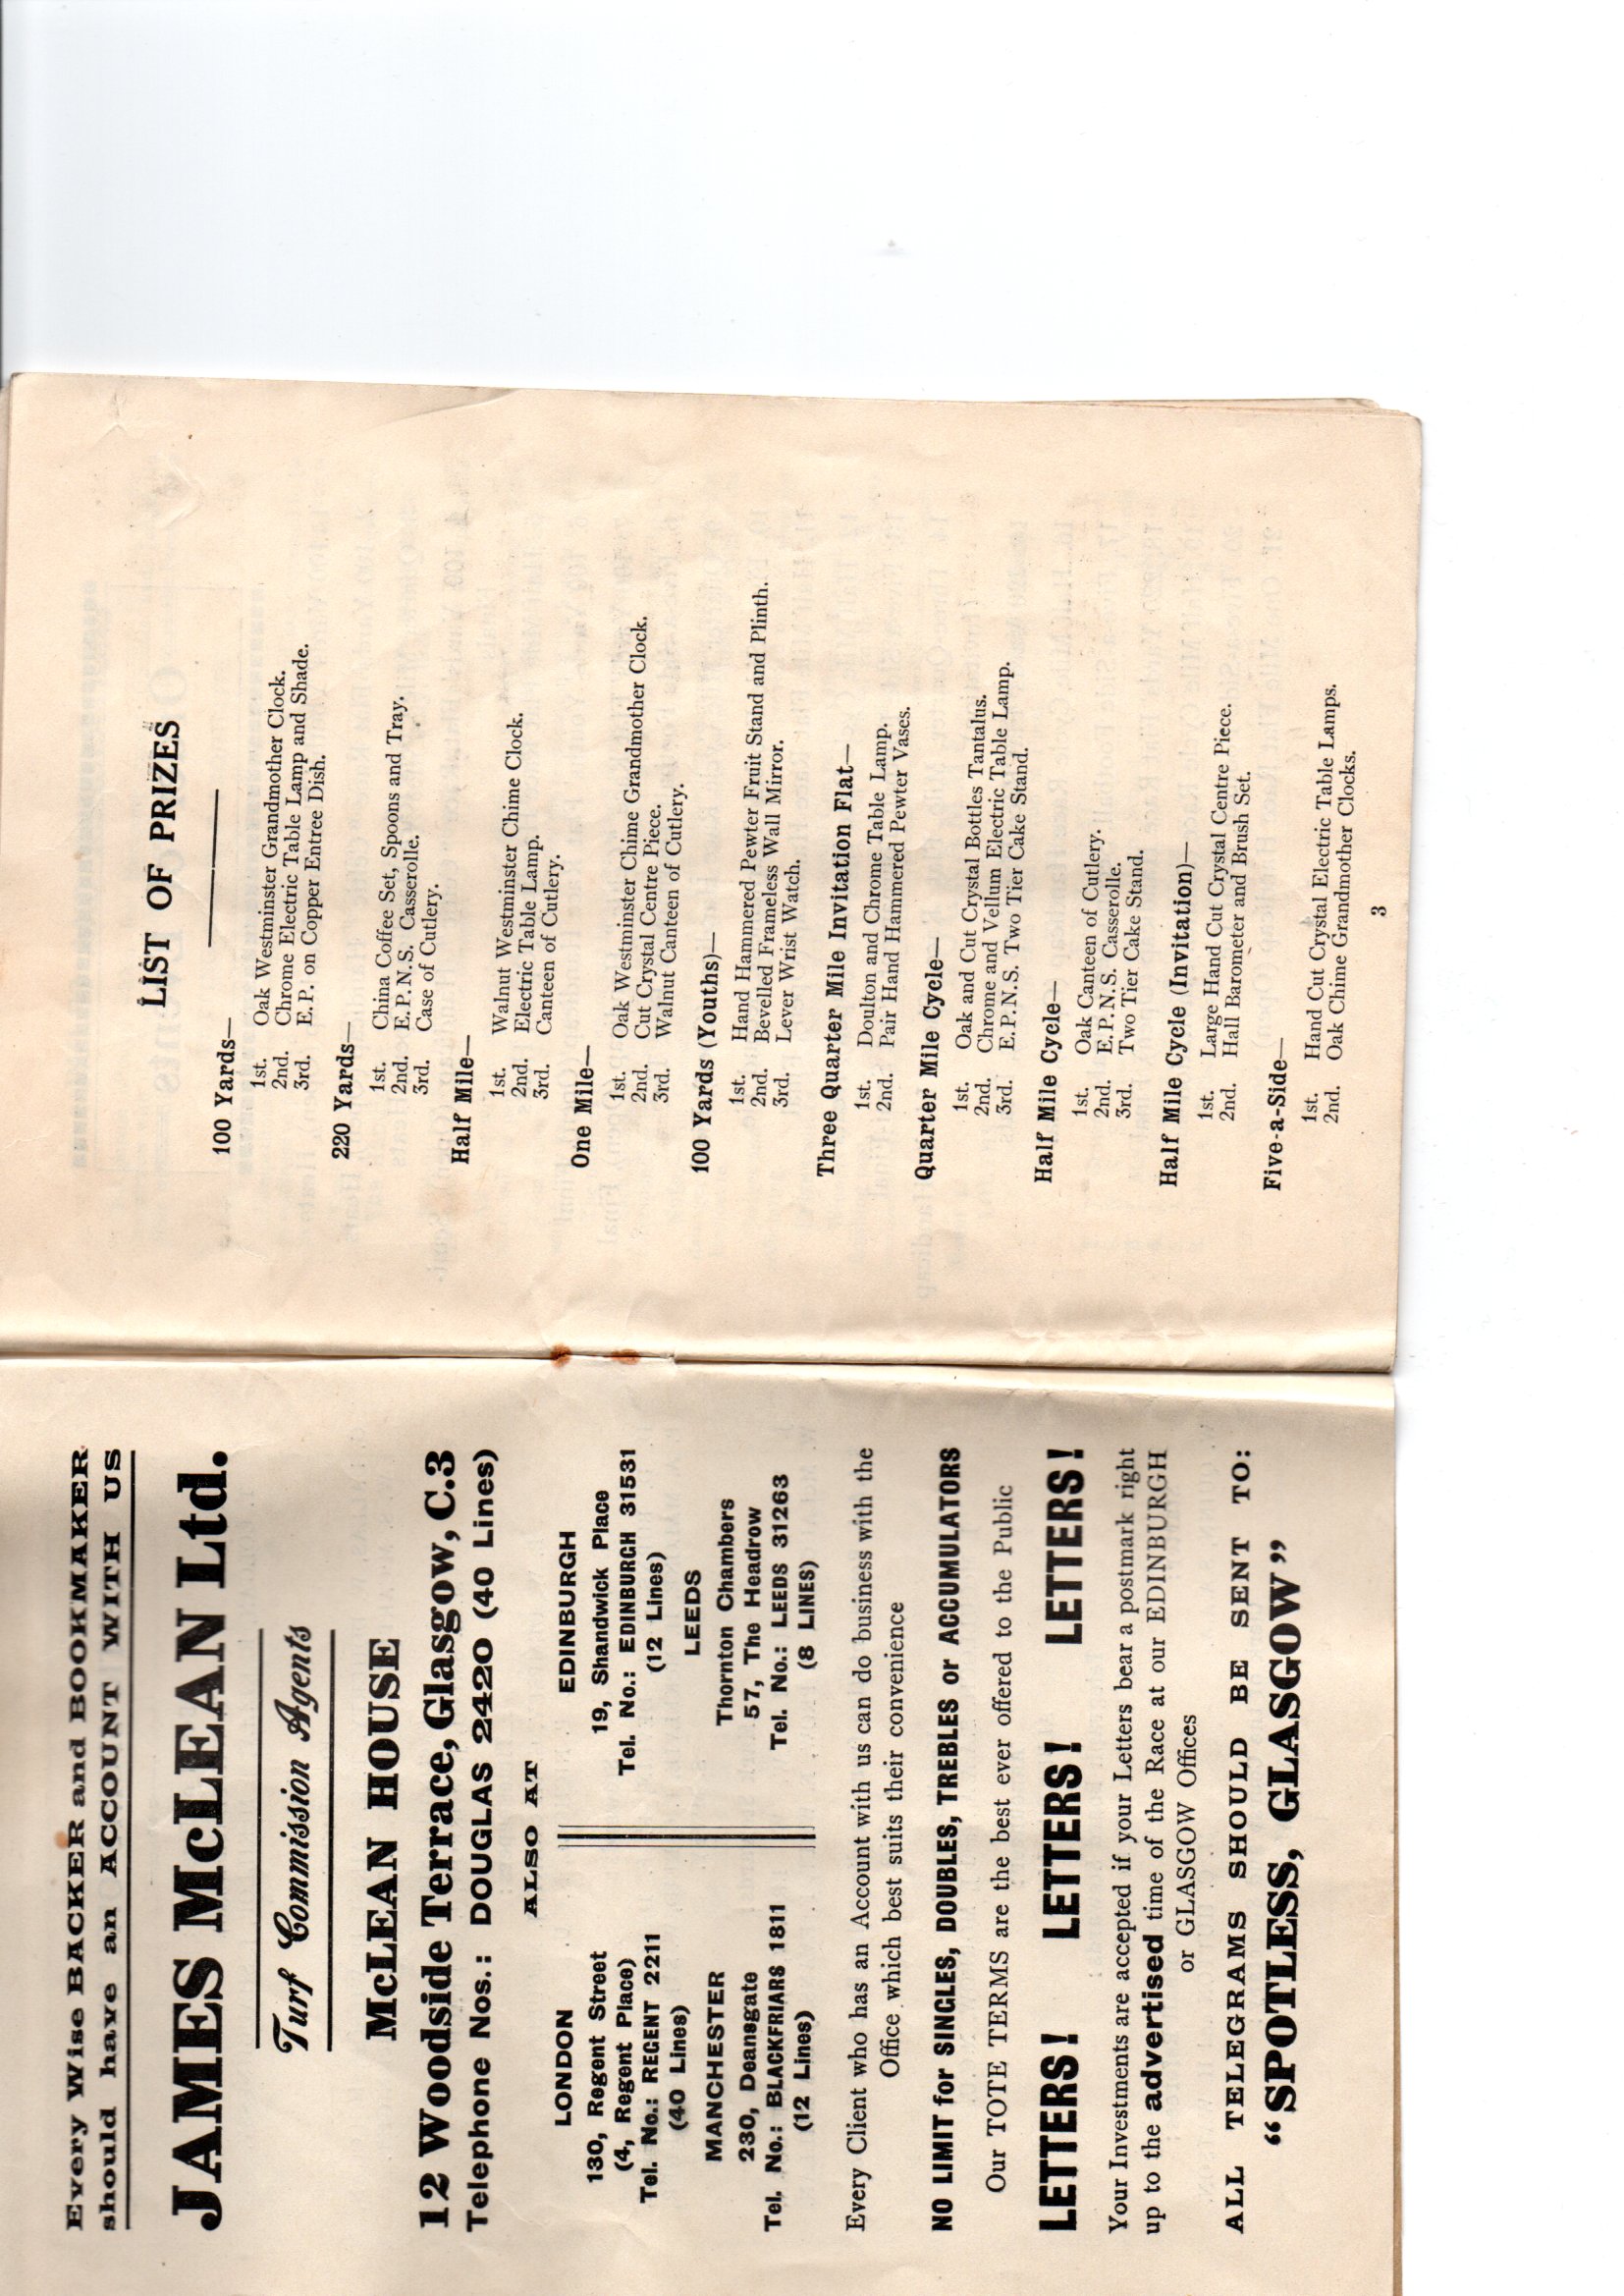 Every Wise BACKER and BOOKMAKER
should have an ACCOUNT WITH US
JAMES McLEAN Ltd.
Turf Commission Agents
McLEAN HOUSE
12 Woodside Terrace, Glasgow, C.3
Telephone Nos.: DOUGLAS 2420 (40 Lines)
ALSO AT
LONDON
130, Regent Street
(4, Regent Place)
Tel. No.: REGENT 2211
(40 Lines)
MANCHESTER
230, Deansgate
Tel. No.: BLACKFRIARS 1811
(12 Lines)
EDINBURGH
19, Shandwick Place
Tel. No.: EDINBURGH 31531
(12 Lines)
LEEDS
Thornton Chambers
57, The Headrow
Tel. No.: LEEDS 31263
(8 LINES)
Every Client who has an Account with us can do business with the
Office which best suits their convenience
NO LIMIT for SINGLES, DOUBLES, TREBLES or ACCUMULATORS
Our TOTE TERMS are the best ever offered to the Public
LETTERS! LETTERS! LETTERS!
Your Investments are accepted if your Letters bear a postmark right
up to the advertised time of the Race at our EDINBURGH
or GLASGOW Offices
ALL TELEGRAMS SHOULD BE SENT TO:
"SPOTLESS, GLASGOW"
LIST OF PRIZES
100 Yards—
1st. Oak Westminster Grandmother Clock.
2nd. Chrome Electric Table Lamp and Shade.
3rd. E.P. on Copper Entree Dish.
220 Yards—
1st. China Coffee Set, Spoons and Tray.
2nd. E.P.N.S. Casserolle.
3rd. Case of Cutlery.
Half Mile—
1st. Walnut Westminster Chime Clock.
2nd. Electric Table Lamp.
3rd. Canteen of Cutlery.
One Mile—
1st. Oak Westminster Chime Grandmother Clock.
2nd. Cut Crystal Centre Piece.
3rd. Walnut Canteen of Cutlery.
100 Yards (Youths)—
1st. Hand Hammered Pewter Fruit Stand and Plinth.
2nd. Bevelled Frameless Wall Mirror.
3rd. Lever Wrist Watch.
Three Quarter Mile Invitation Flat—
1st. Doulton and Chrome Table Lamp.
2nd. Pair Hand Hammered Pewter Vases.
Quarter Mile Cycle—
1st. Oak and Cut Crystal Bottles Tantalus.
2nd. Chrome and Vellum Electric Table Lamp.
3rd. E.P.N.S. Two Tier Cake Stand.
Half Mile Cycle—
1st. Oak Canteen of Cutlery.
2nd. E.P.N.S. Casserolle.
3rd. Two Tier Cake Stand.
Half Mile Cycle (Invitation)—
1st. Large Hand Cut Crystal Centre Piece.
2nd. Hall Barometer and Brush Set.
Five-a-Side—
1st. Hand Cut Crystal Electric Table Lamps.
2nd. Oak Chime Grandmother Clocks.
3